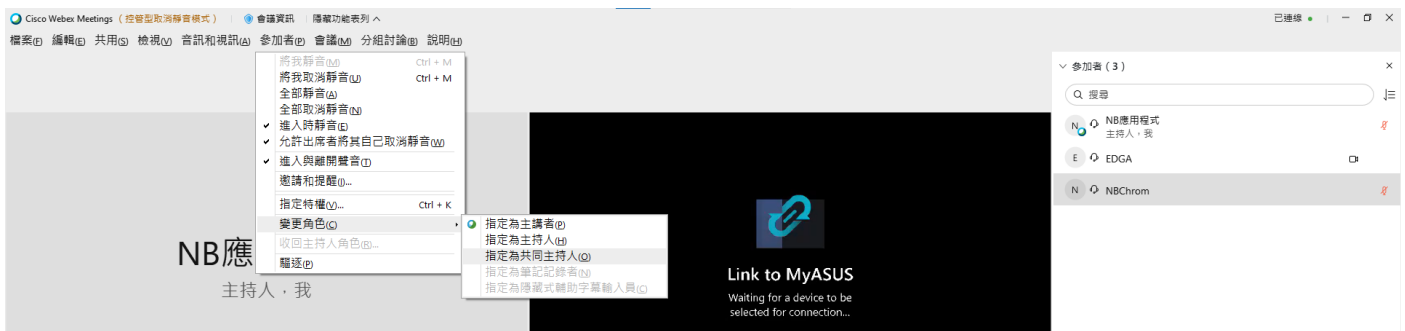 Cisco Webex Meetings (控管型取消靜音模式) 會議資訊 隱藏功能表列 已連線
檔案(F) 編輯(E) 共用(S) 檢視(V) 音訊和視訊(A) 參加者(P) 會議(M) 分組討論(B) 說明(H)
將我靜音(M) Ctrl + M
將我取消靜音(U) Ctrl + M
全部靜音(A)
全部取消靜音(N)
進入時靜音(E)
允許出席者將其自己取消靜音(W)
進入與離開聲音(T)
邀請和提醒(I)...
指定特權(V)... Ctrl + K
變更角色(C)
收回主持人角色(R)...
驅逐(P)
指定為主講者(P)
指定為主持人(H)
指定為共同主持人(O)
指定為筆記記錄者(N)
指定為隱藏式輔助字幕輸人員(C)
NB應
主持人，我
Link to MyASUS
Waiting for a device to be
selected for connection...
參加者 (3)
搜尋
N NB應用程式
主持人，我
E EDGA
N NBChrom